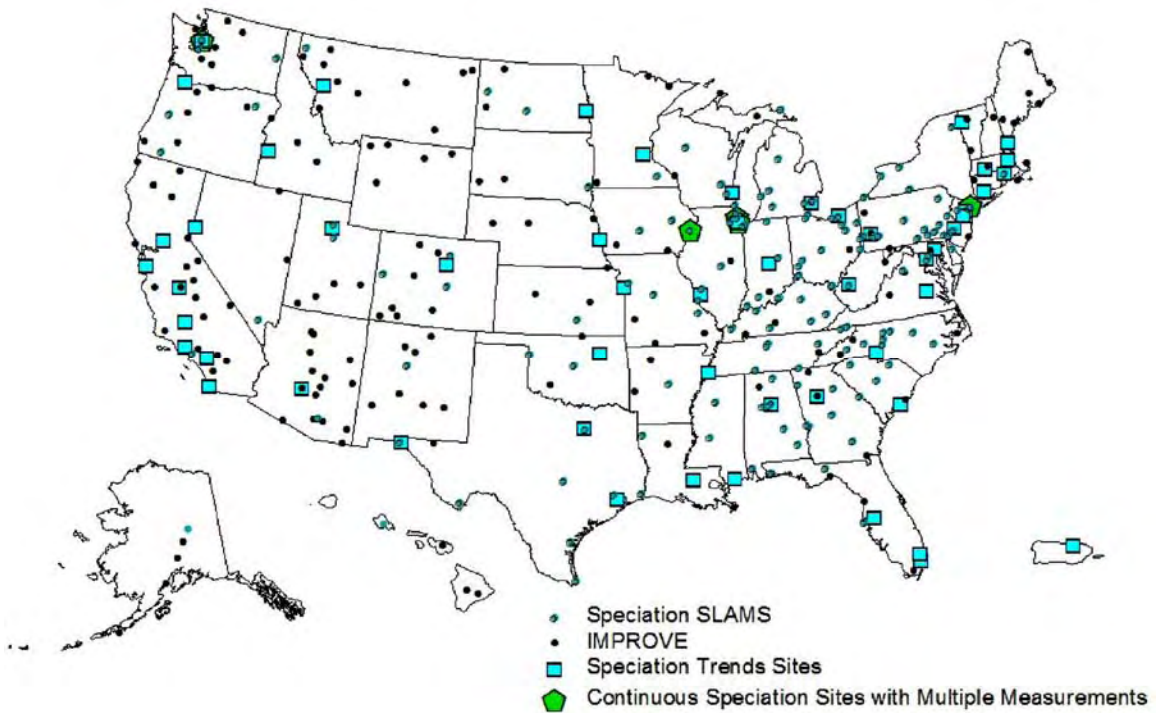 Speciation SLAMS
IMPROVE
Speciation Trends Sites
Continuous Speciation Sites with Multiple Measurements